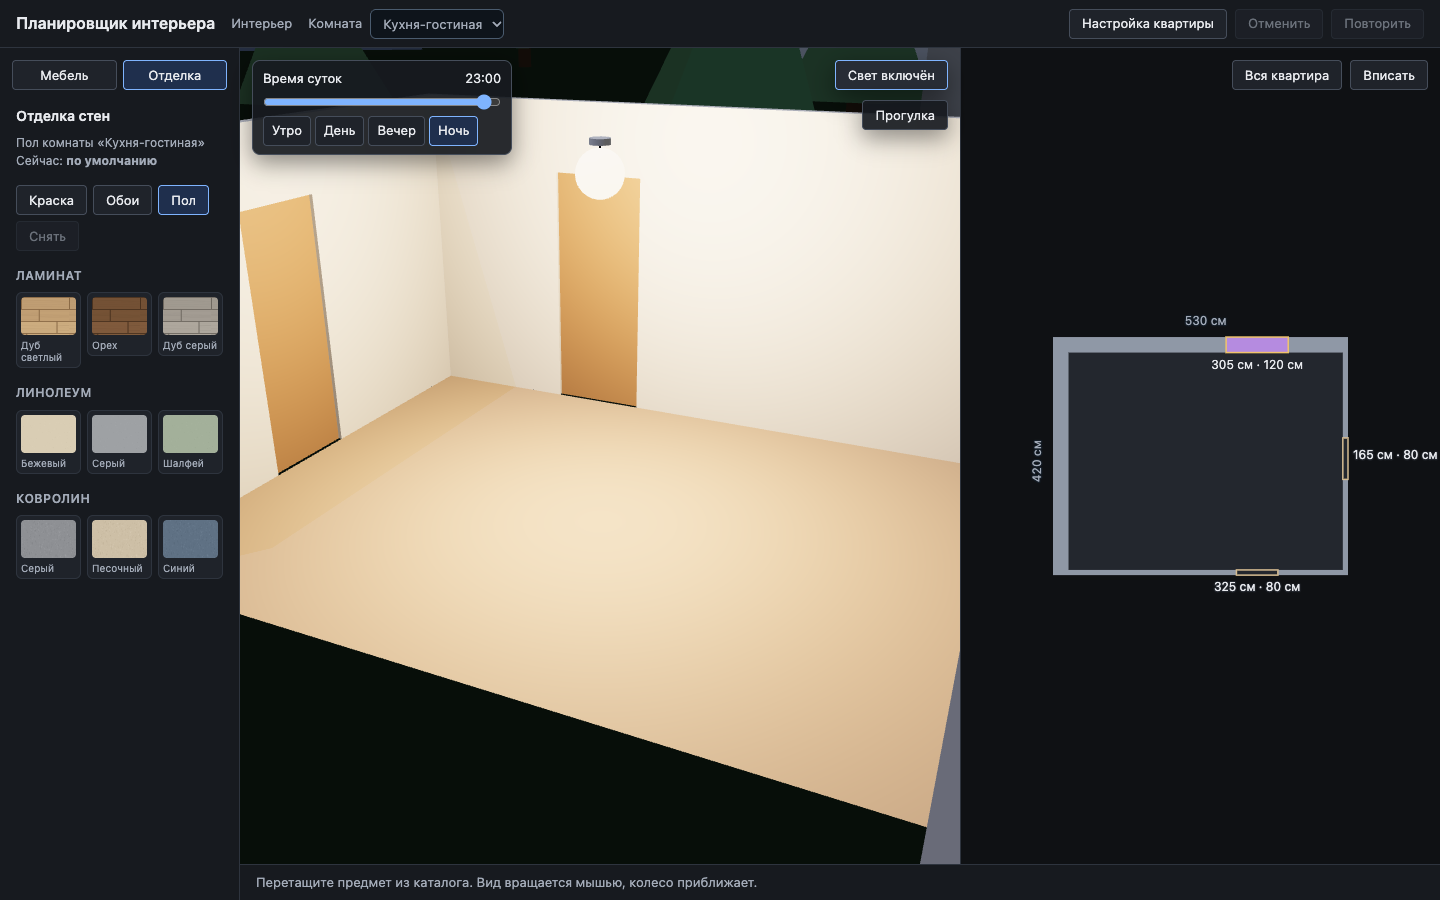 Планировщик интерьера
Интерьер
Комната
Кухня-гостиная
Настройка квартиры
Отменить
Повторить
Мебель
Отделка
Отделка стен
Пол комнаты «Кухня-гостиная»
Сейчас: по умолчанию
Краска
Обои
Пол
Снять
ЛАМИНАТ
Дуб светлый
Орех
Дуб серый
ЛИНОЛЕУМ
Бежевый
Серый
Шалфей
КОВРОЛИН
Серый
Песочный
Синий
Время суток
23:00
Утро
День
Вечер
Ночь
Свет включён
Прогулка
Вся квартира
Вписать
530 см
305 см · 120 см
420 см
165 см · 80 см
325 см · 80 см
Перетащите предмет из каталога. Вид вращается мышью, колесо приближает.